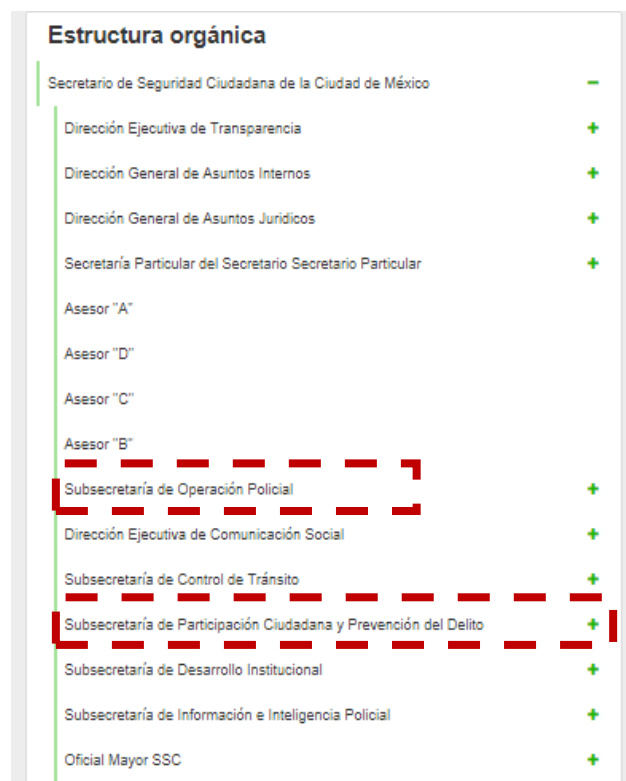 Estructura orgánica
Secretario de Seguridad Ciudadana de la Ciudad de México
Dirección Ejecutiva de Transparencia
Dirección General de Asuntos Internos
Dirección General de Asuntos Juridicos
Secretaría Particular del Secretario Secretario Particular
Asesor "A"
Asesor "D"
Asesor "C"
Asesor "B"
Subsecretaría de Operación Policial
Dirección Ejecutiva de Comunicación Social
Subsecretaría de Control de Tránsito
Subsecretaría de Participación Ciudadana y Prevención del Delito
Subsecretaría de Desarrollo Institucional
Subsecretaría de Información e Inteligencia Policial
Oficial Mayor SSC